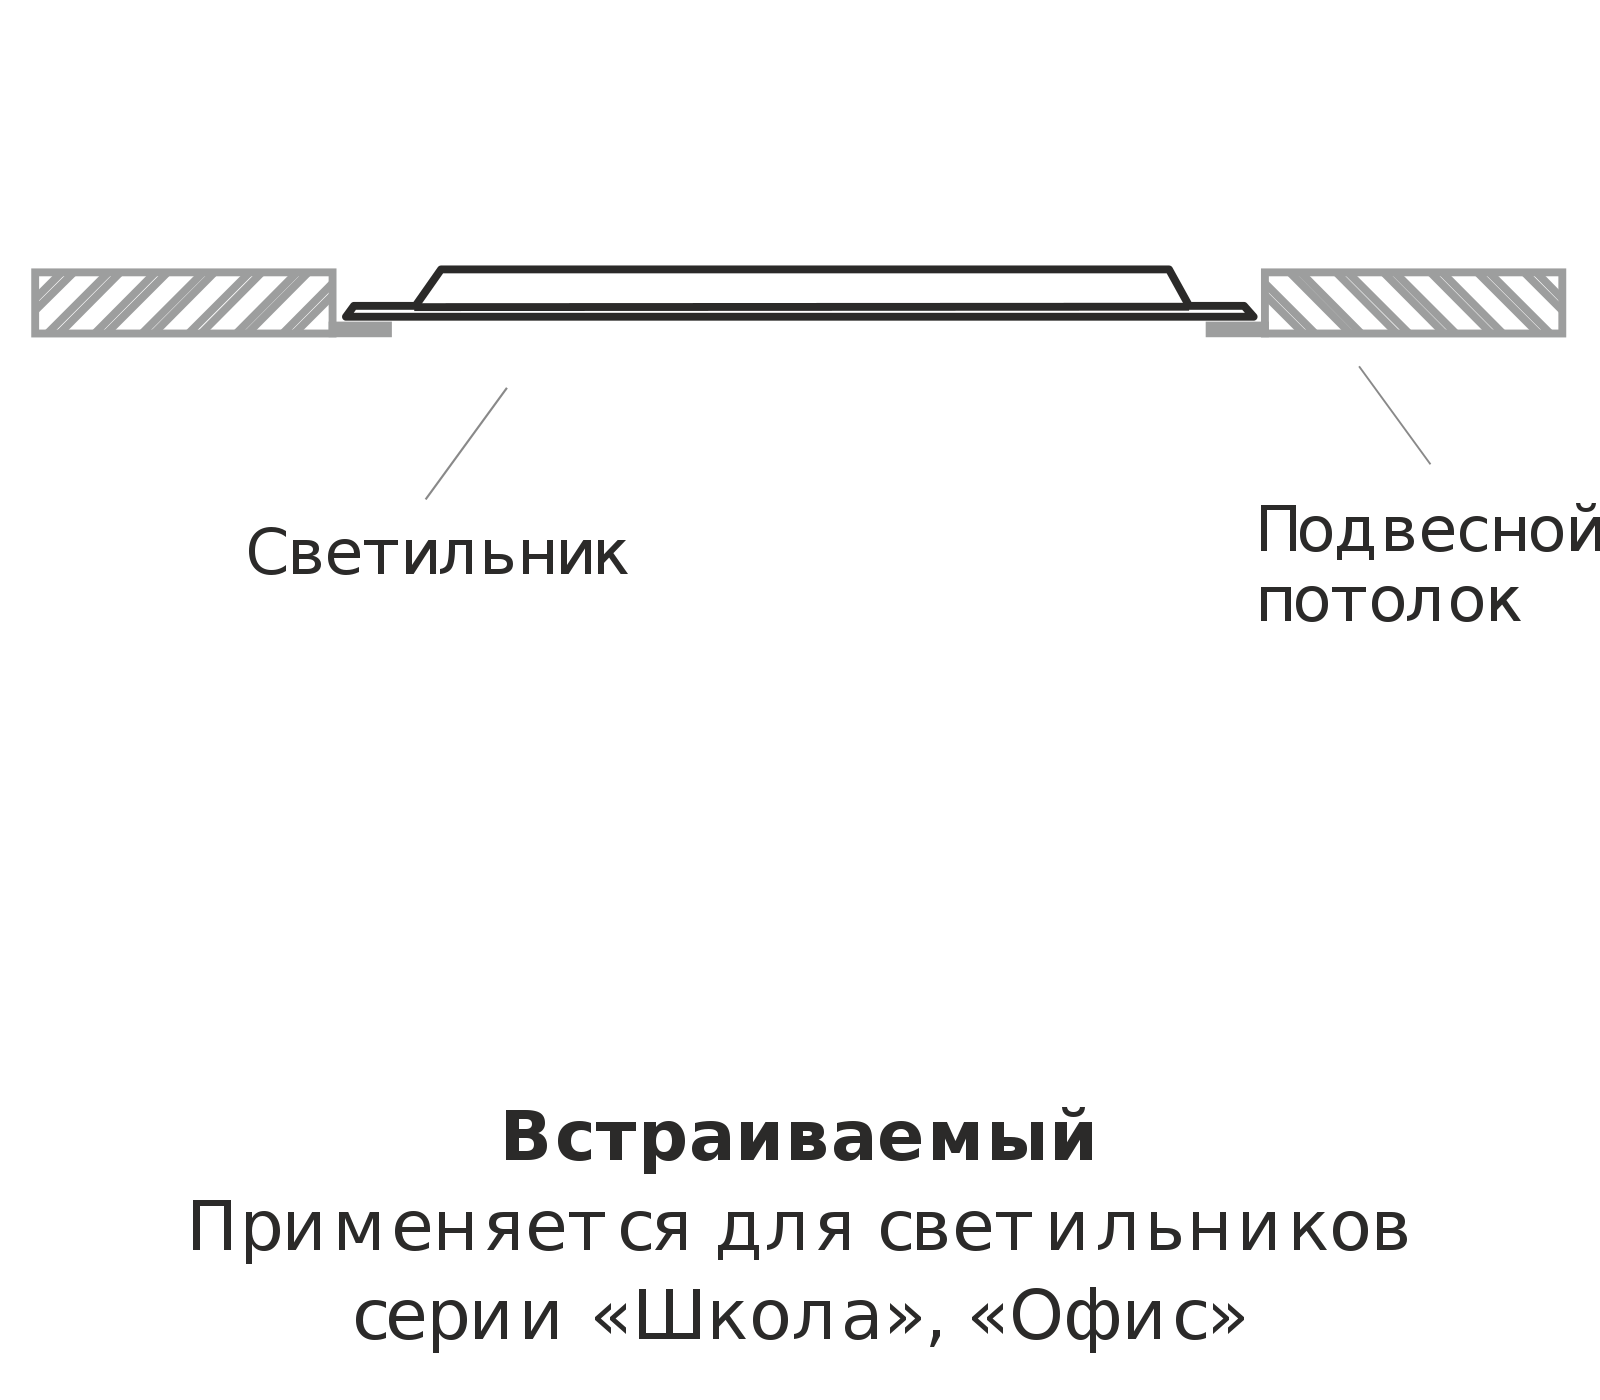 Светильник
Подвесной
потолок
Встраиваемый
Применяется для светильников
серии «Школа», «Офис»